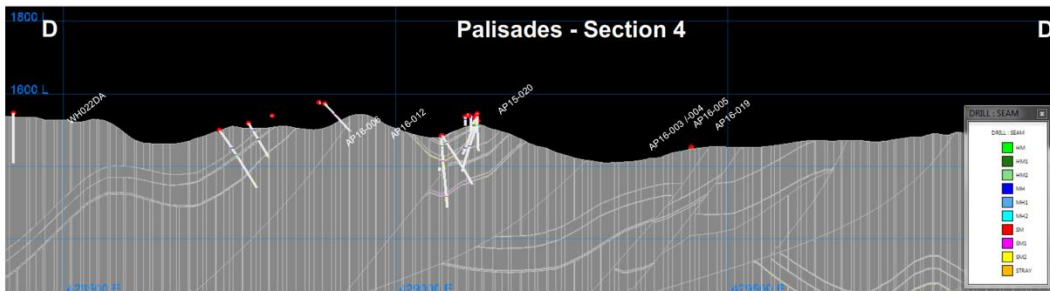 1800 L
D
Palisades - Section 4
D
1600 L
WH022DA
AP16-006
AP16-012
AP15-020
AP16-003 /-004
AP16-005
AP16-019
DRILL : SEAM
DRILL : SEAM
HM
HM1
HM2
MH
MH1
MH2
SM
SM1
SM2
STRAY